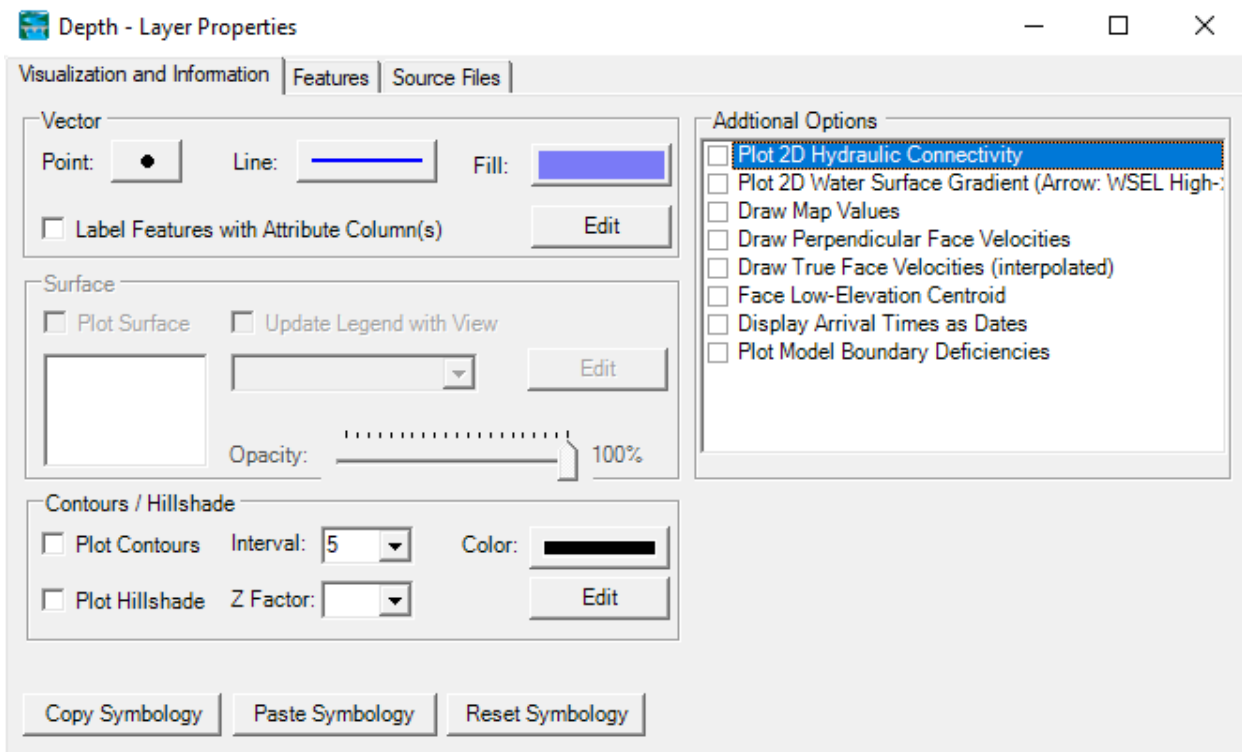 Depth - Layer Properties
Visualization and Information Features Source Files
Vector
Point: Line: Fill:
Label Features with Attribute Column(s) Edit
Surface
Plot Surface Update Legend with View
Edit
Opacity: 100%
Contours / Hillshade
Plot Contours Interval: 5 Color:
Plot Hillshade Z Factor: Edit
Addtional Options
Plot 2D Hydraulic Connectivity
Plot 2D Water Surface Gradient (Arrow: WSEL High->
Draw Map Values
Draw Perpendicular Face Velocities
Draw True Face Velocities (interpolated)
Face Low-Elevation Centroid
Display Arrival Times as Dates
Plot Model Boundary Deficiencies
Copy Symbology Paste Symbology Reset Symbology